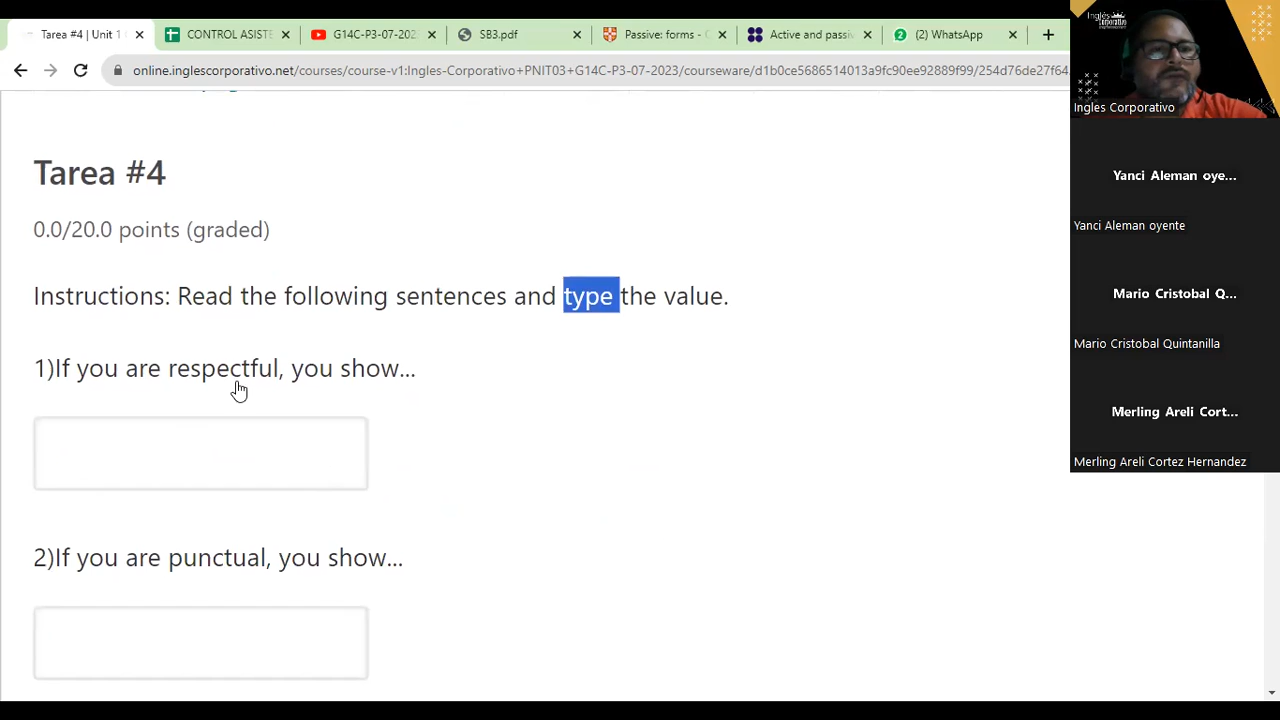 Tarea #4 | Unit 1
CONTROL ASISTE
G14C-P3-07-202
SB3.pdf
Passive: forms -
Active and passiv
(2) WhatsApp
online.inglescorporativo.net/courses/course-v1:Ingles-Corporativo+PNIT03+G14C-P3-07-2023/courseware/d1b0ce5686514013a9fc90ee92889f99/254d76de27f64
Tarea #4
0.0/20.0 points (graded)
Instructions: Read the following sentences and type the value.
1)If you are respectful, you show...
2)If you are punctual, you show...
Inglés
Corporativo
Ingles Corporativo
Yanci Aleman oye...
Yanci Aleman oyente
Mario Cristobal Q...
Mario Cristobal Quintanilla
Merling Areli Cort...
Merling Areli Cortez Hernandez